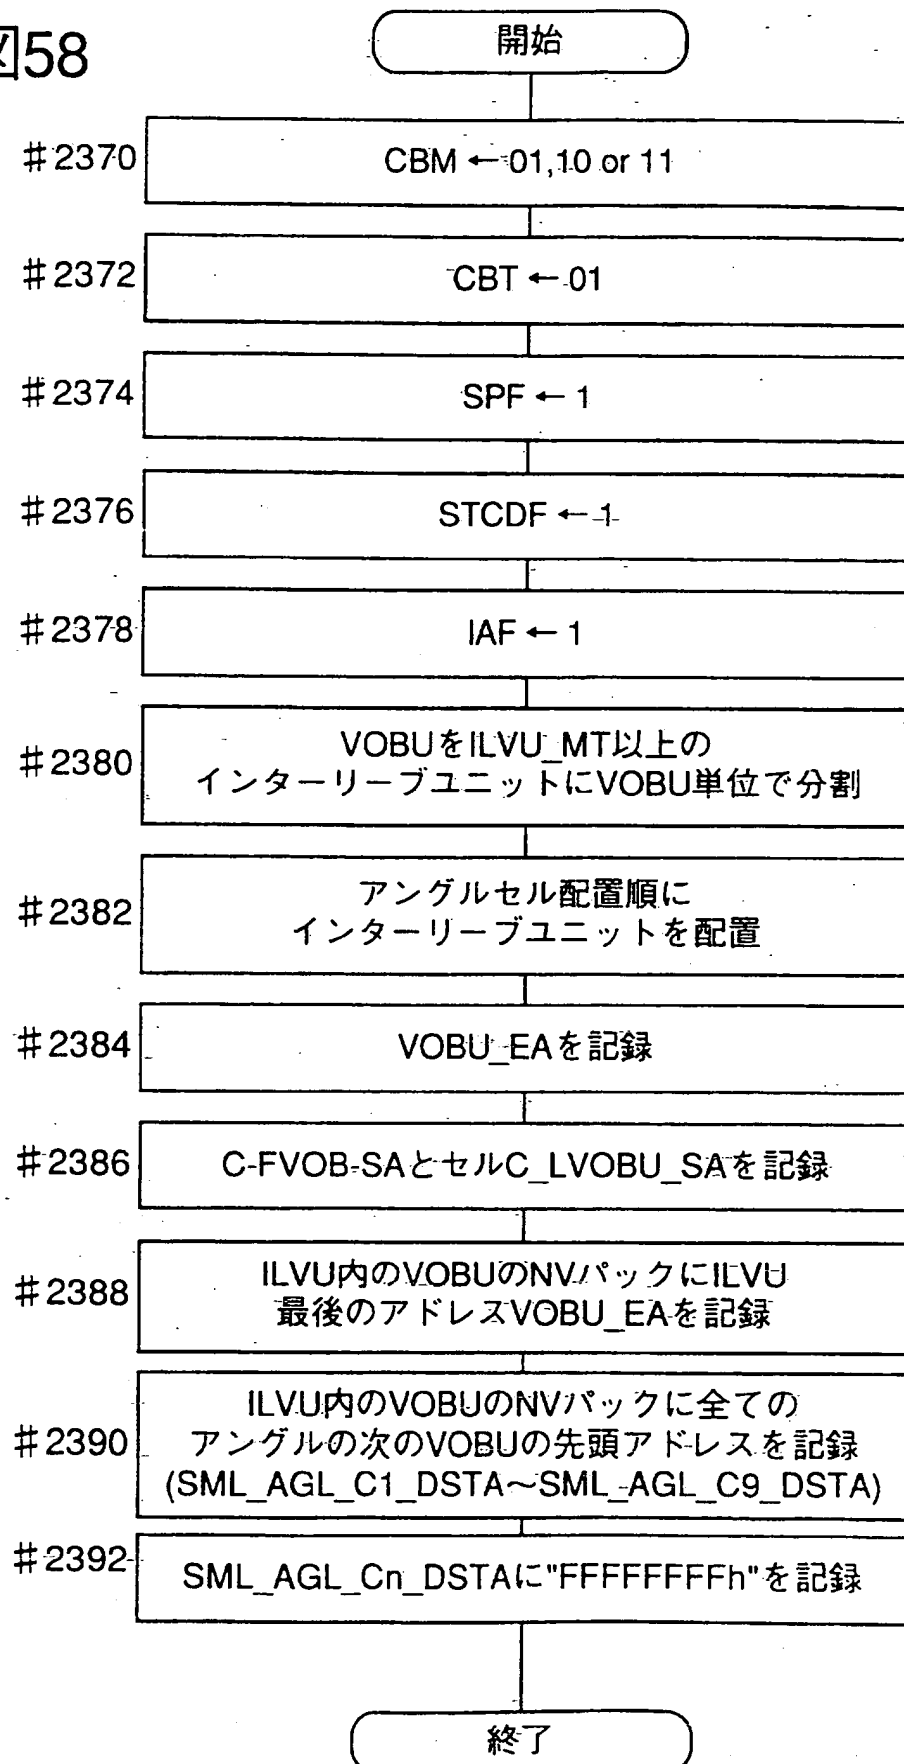 図58
開始
#2370
CBM ← 01,10 or 11
#2372
CBT ← 01
#2374
SPF ← 1
#2376
STCDF ← 1
#2378
IAF ← 1
#2380
VOBUをILVU_MT以上の
インターリーブユニットにVOBU単位で分割
#2382
アングルセル配置順に
インターリーブユニットを配置
#2384
VOBU_EAを記録
#2386
C-FVOB-SAとセルC_LVOBU_SAを記録
#2388
ILVU内のVOBUのNVパックにILVU
最後のアドレスVOBU_EAを記録
#2390
ILVU内のVOBUのNVパックに全ての
アングルの次のVOBUの先頭アドレスを記録
(SML_AGL_C1_DSTA～SML_AGL_C9_DSTA)
#2392
SML_AGL_Cn_DSTAに"FFFFFFFFh"を記録
終了